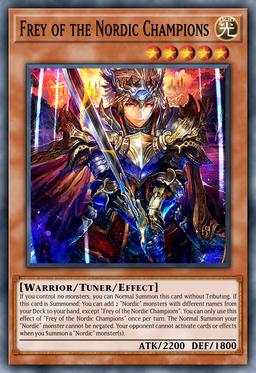 FREY OF THE NORDIC CHAMPIONS
LIGHT
光
[WARRIOR/TUNER/EFFECT]
If you control no monsters, you can Normal Summon this card without Tributing. If
this card is Summoned: You can add 2 "Nordic" monsters with different names from
your Deck to your hand, except "Frey of the Nordic Champions". You can only use this
effect of "Frey of the Nordic Champions" once per turn. The Normal Summon your
"Nordic" monster cannot be negated. Your opponent cannot activate cards or effects
when you Summon a "Nordic" monster(s).
ATK/2200 DEF/1800